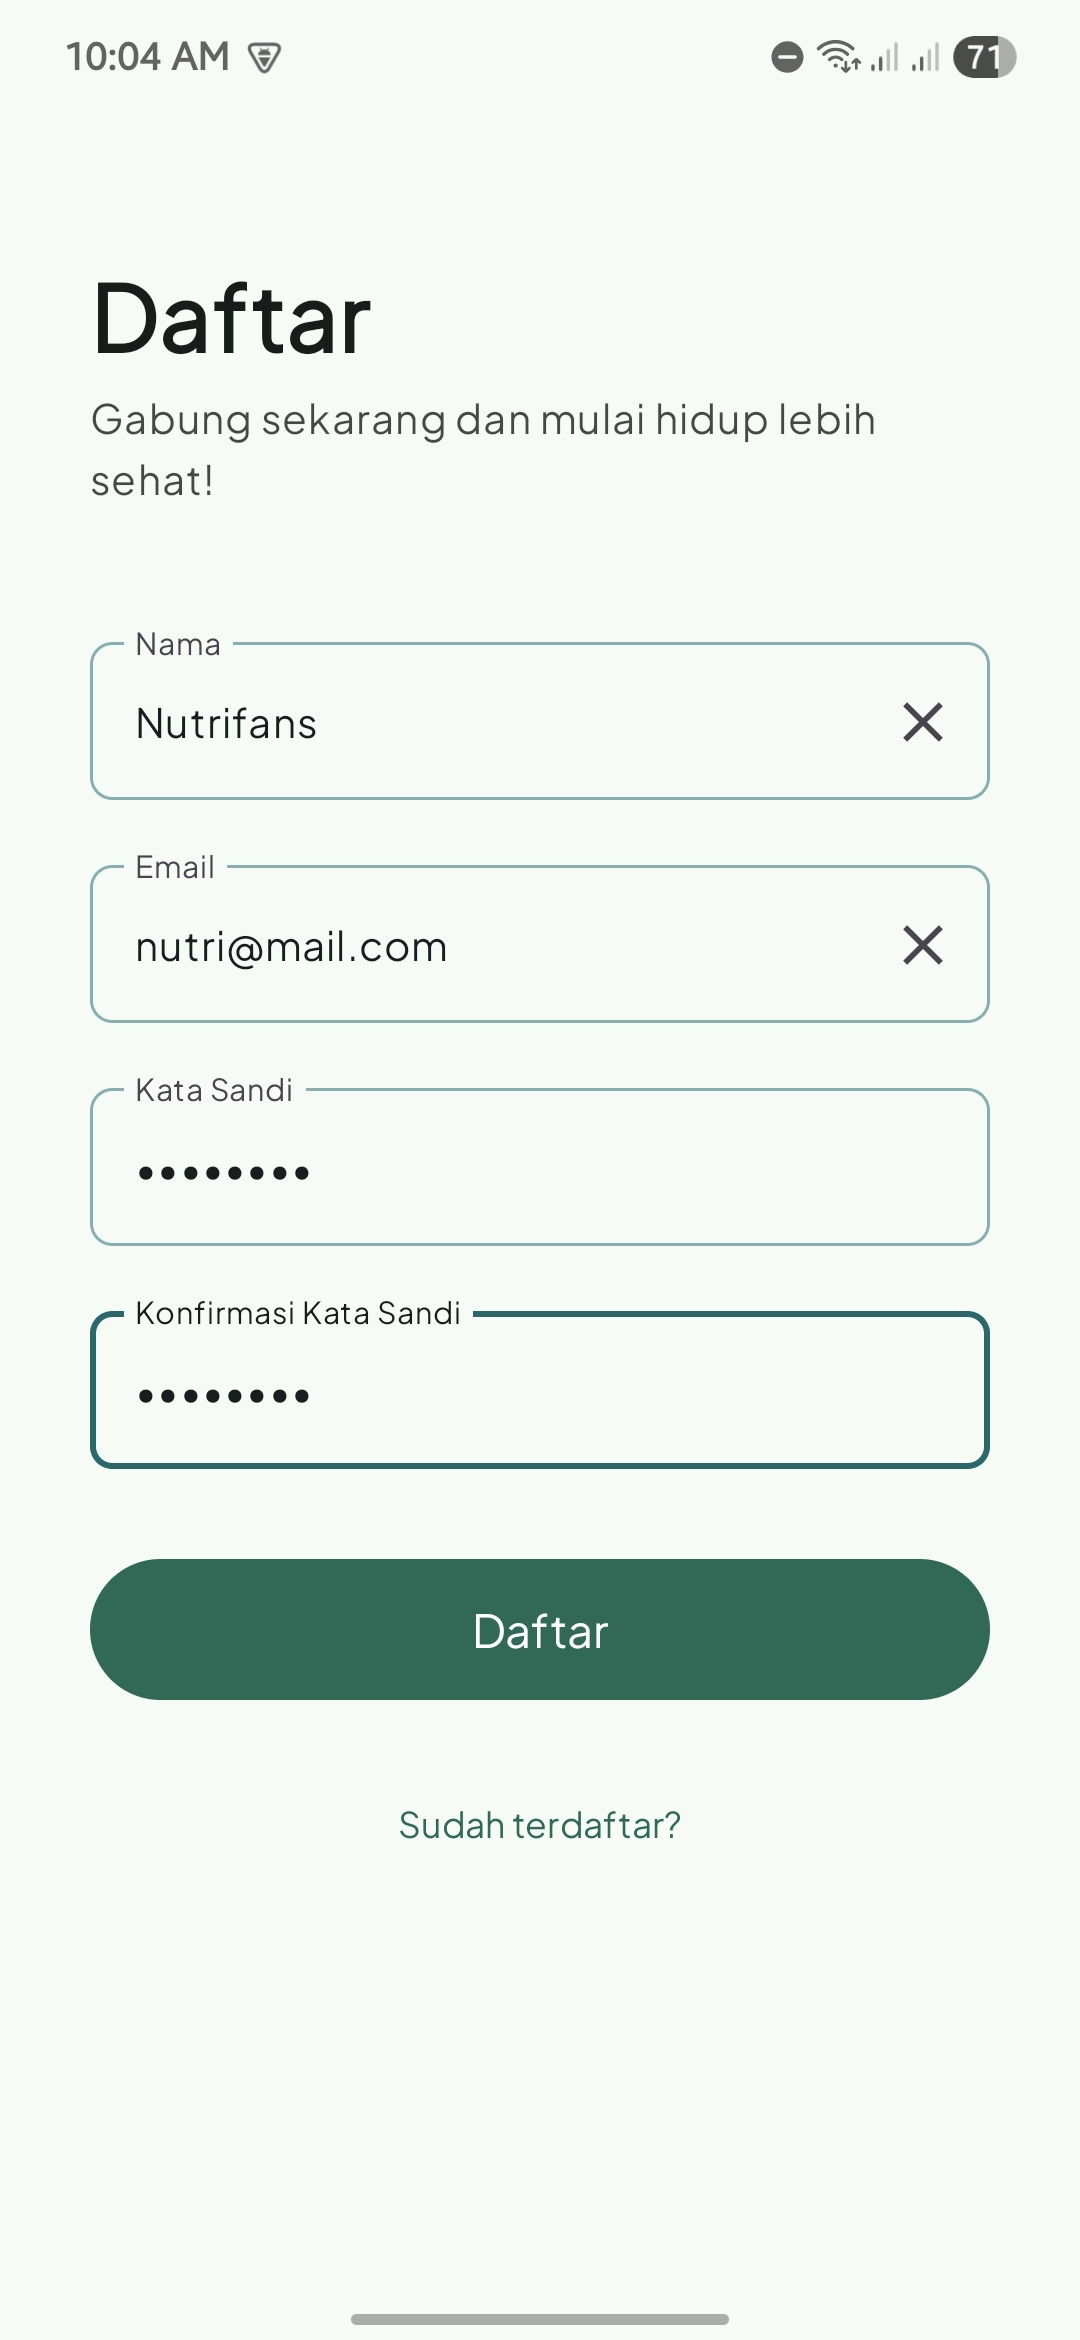 10:04 AM
71
Daftar
Gabung sekarang dan mulai hidup lebih
sehat!
Nama
Nutrifans
Email
nutri@mail.com
Kata Sandi
••••••••
Konfirmasi Kata Sandi
••••••••
Daftar
Sudah terdaftar?